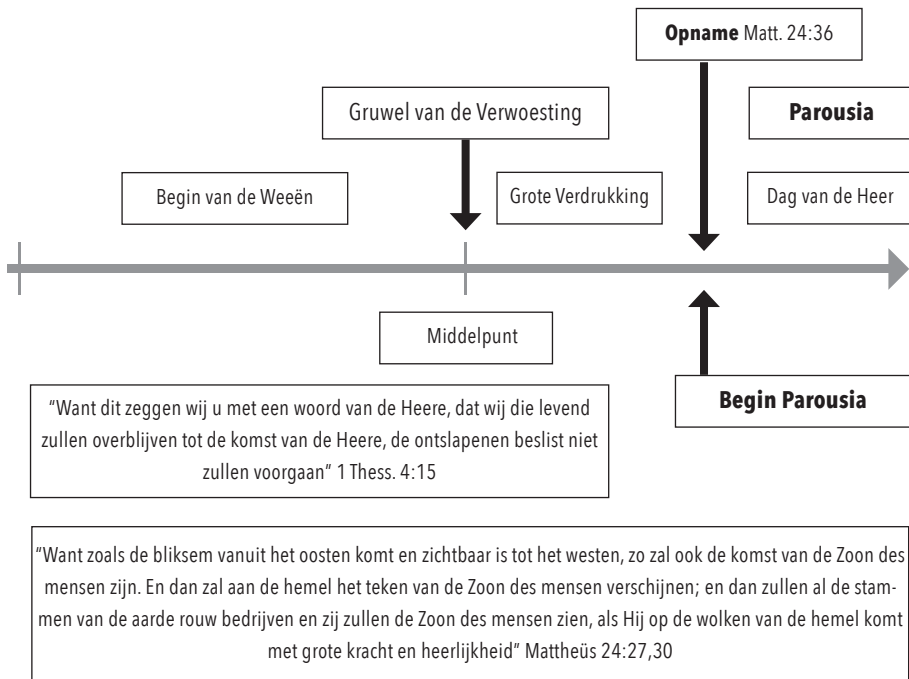 Opname Matt. 24:36
Gruwel van de Verwoesting
Parousia
Begin van de Weeën
Grote Verdrukking
Dag van de Heer
Middelpunt
Begin Parousia
“Want dit zeggen wij u met een woord van de Heere, dat wij die levend
zullen overblijven tot de komst van de Heere, de ontslapenen beslist niet
zullen voorgaan” 1 Thess. 4:15
“Want zoals de bliksem vanuit het oosten komt en zichtbaar is tot het westen, zo zal ook de komst van de Zoon des
mensen zijn. En dan zal aan de hemel het teken van de Zoon des mensen verschijnen; en dan zullen al de stam-
men van de aarde rouw bedrijven en zij zullen de Zoon des mensen zien, als Hij op de wolken van de hemel komt
met grote kracht en heerlijkheid” Mattheüs 24:27,30